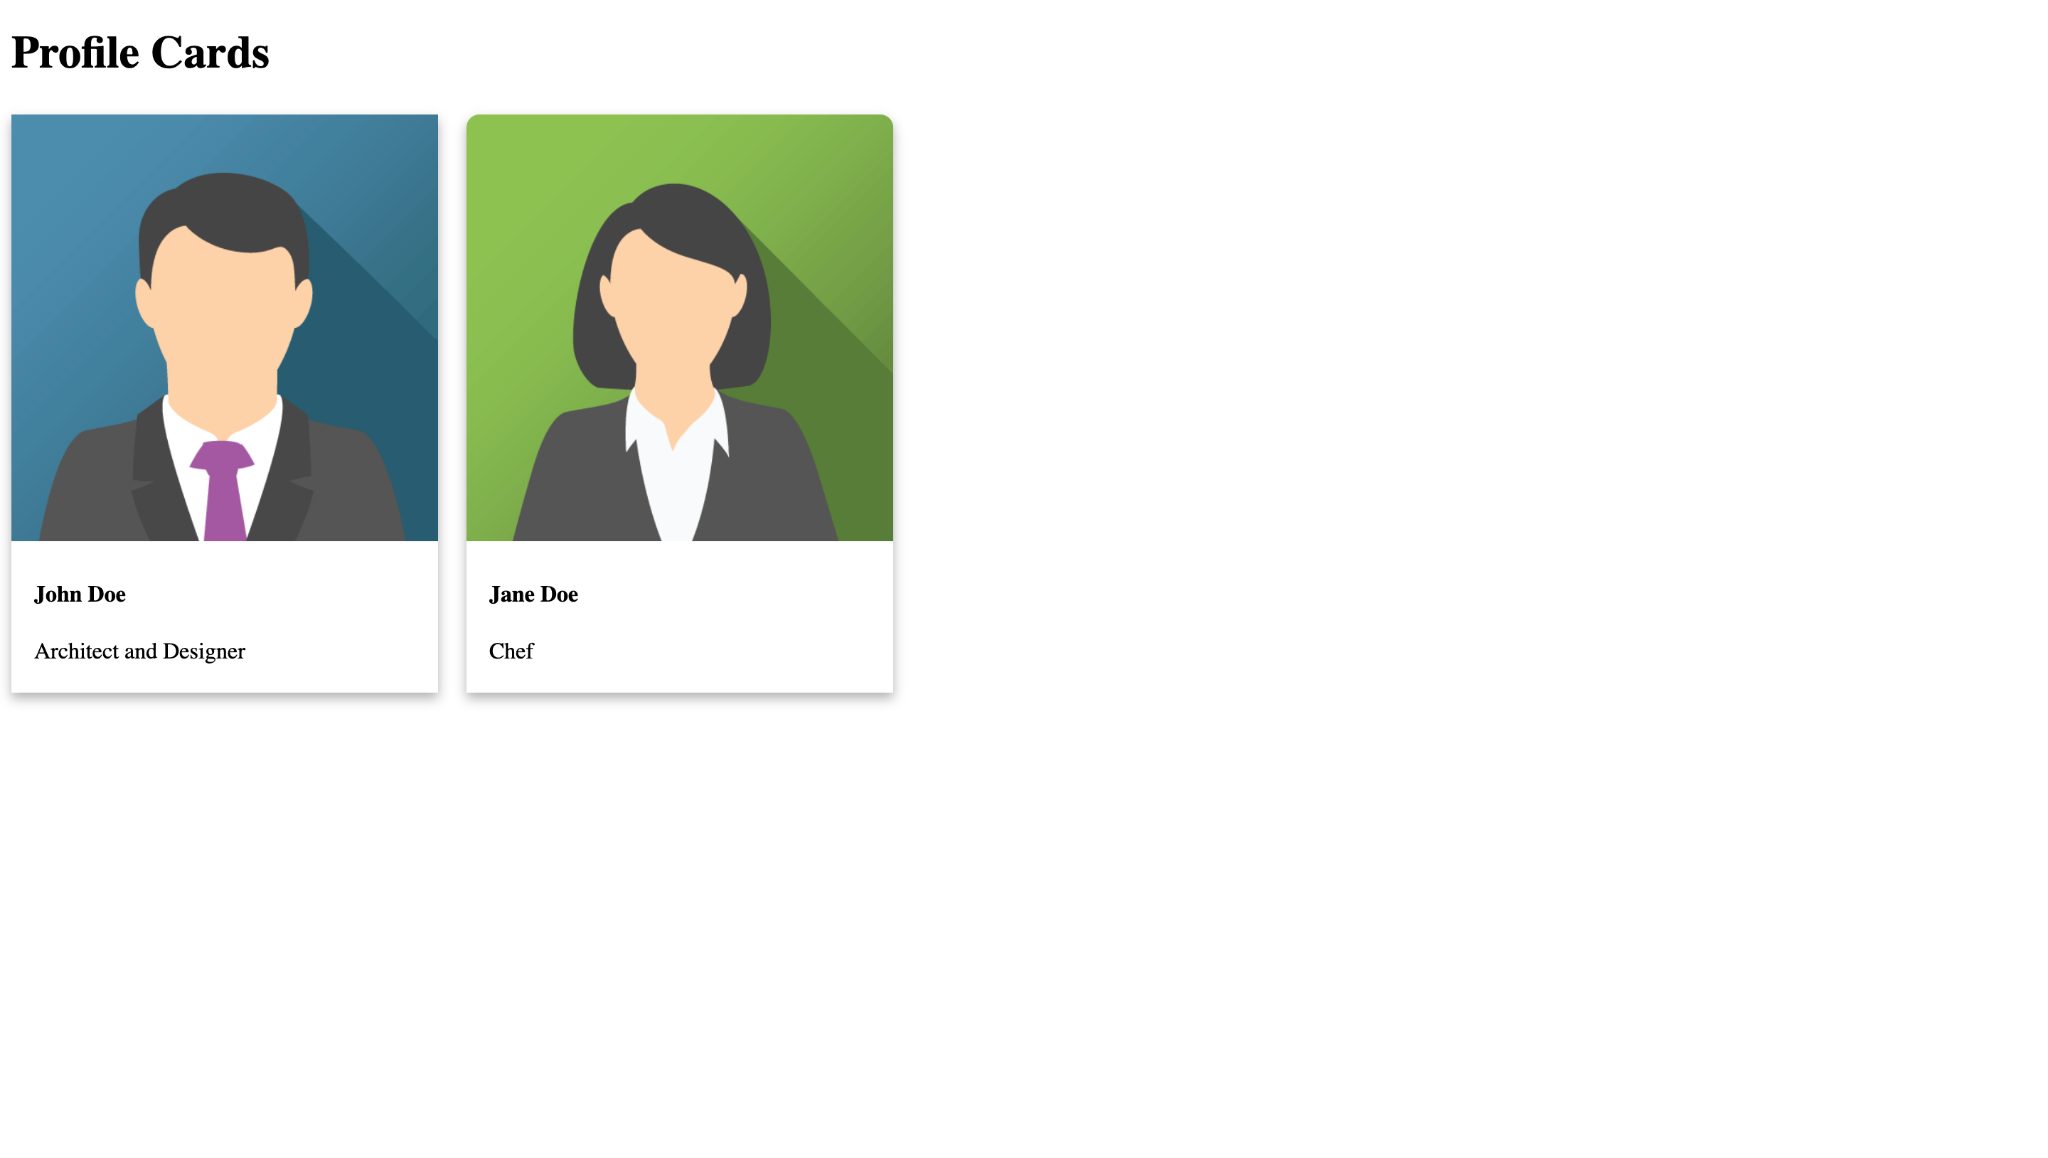 Profile Cards
John Doe
Architect and Designer
Jane Doe
Chef